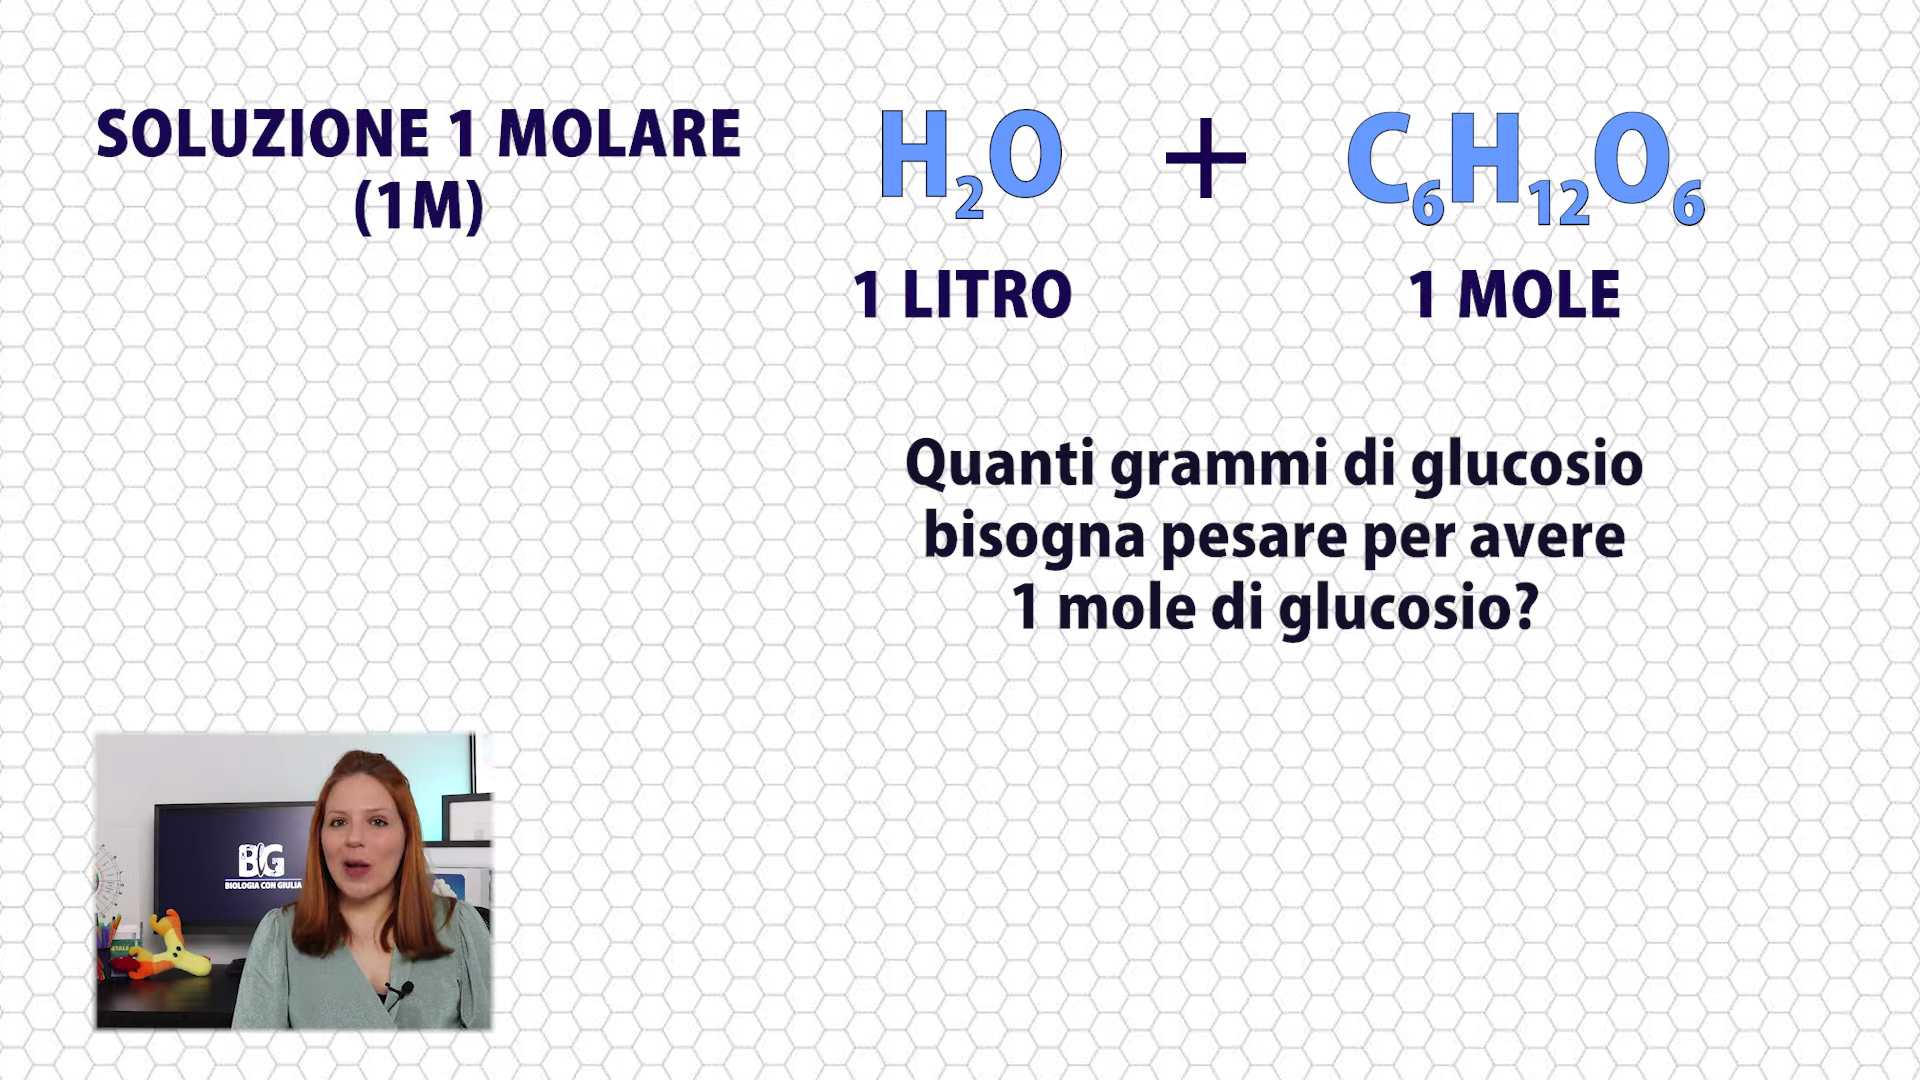 SOLUZIONE 1 MOLARE
(1M)
H2O + C6H12O6
1 LITRO
1 MOLE
Quanti grammi di glucosio
bisogna pesare per avere
1 mole di glucosio?
BG
BIOLOGIA CON GIULIA